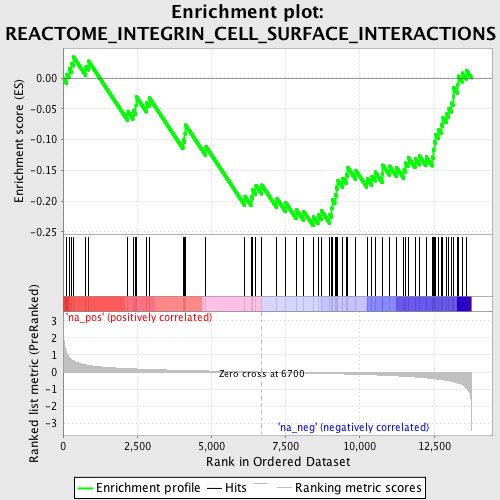 Enrichment plot:
REACTOME_INTEGRIN_CELL_SURFACE_INTERACTIONS
Enrichment score (ES)
0.00
-0.05
-0.10
-0.15
-0.20
-0.25
'na_pos' (positively correlated)
Ranked list metric (PreRanked)
3
2
1
0
-1
-2
-3
Zero cross at 6700
'na_neg' (negatively correlated)
0
2,500
5,000
7,500
10,000
12,500
Rank in Ordered Dataset
Enrichment profile
Hits
Ranking metric scores